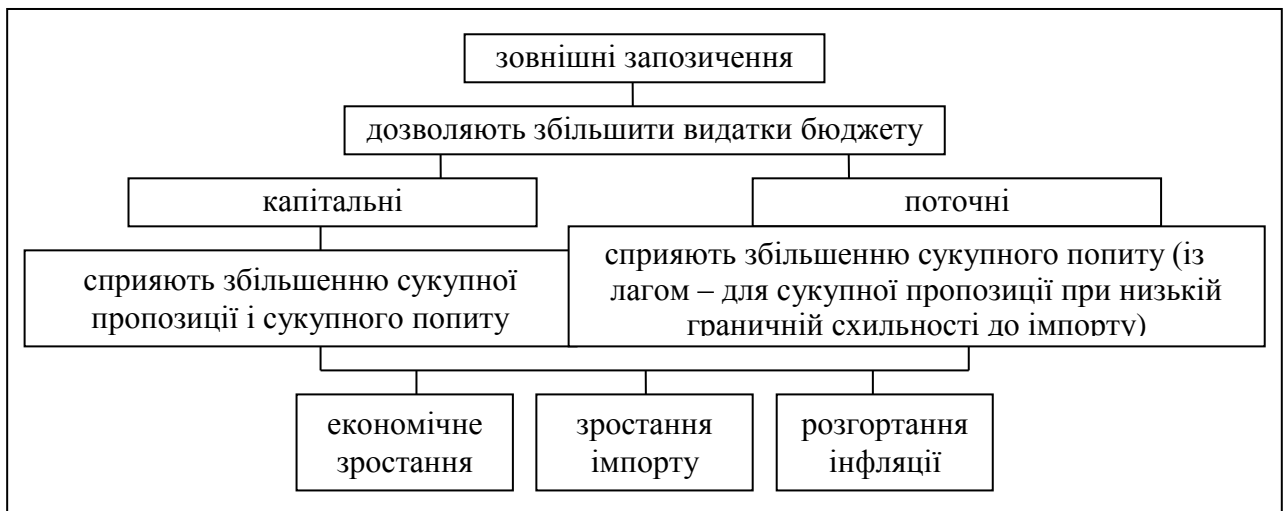 зовнішні запозичення
дозволяють збільшити видатки бюджету
капітальні
поточні
сприяють збільшенню сукупної
пропозиції і сукупного попиту
сприяють збільшенню сукупного попиту (із
лагом – для сукупної пропозиції при низькій
граничній схильності до імпорту)
економічне
зростання
зростання
імпорту
розгортання
інфляції